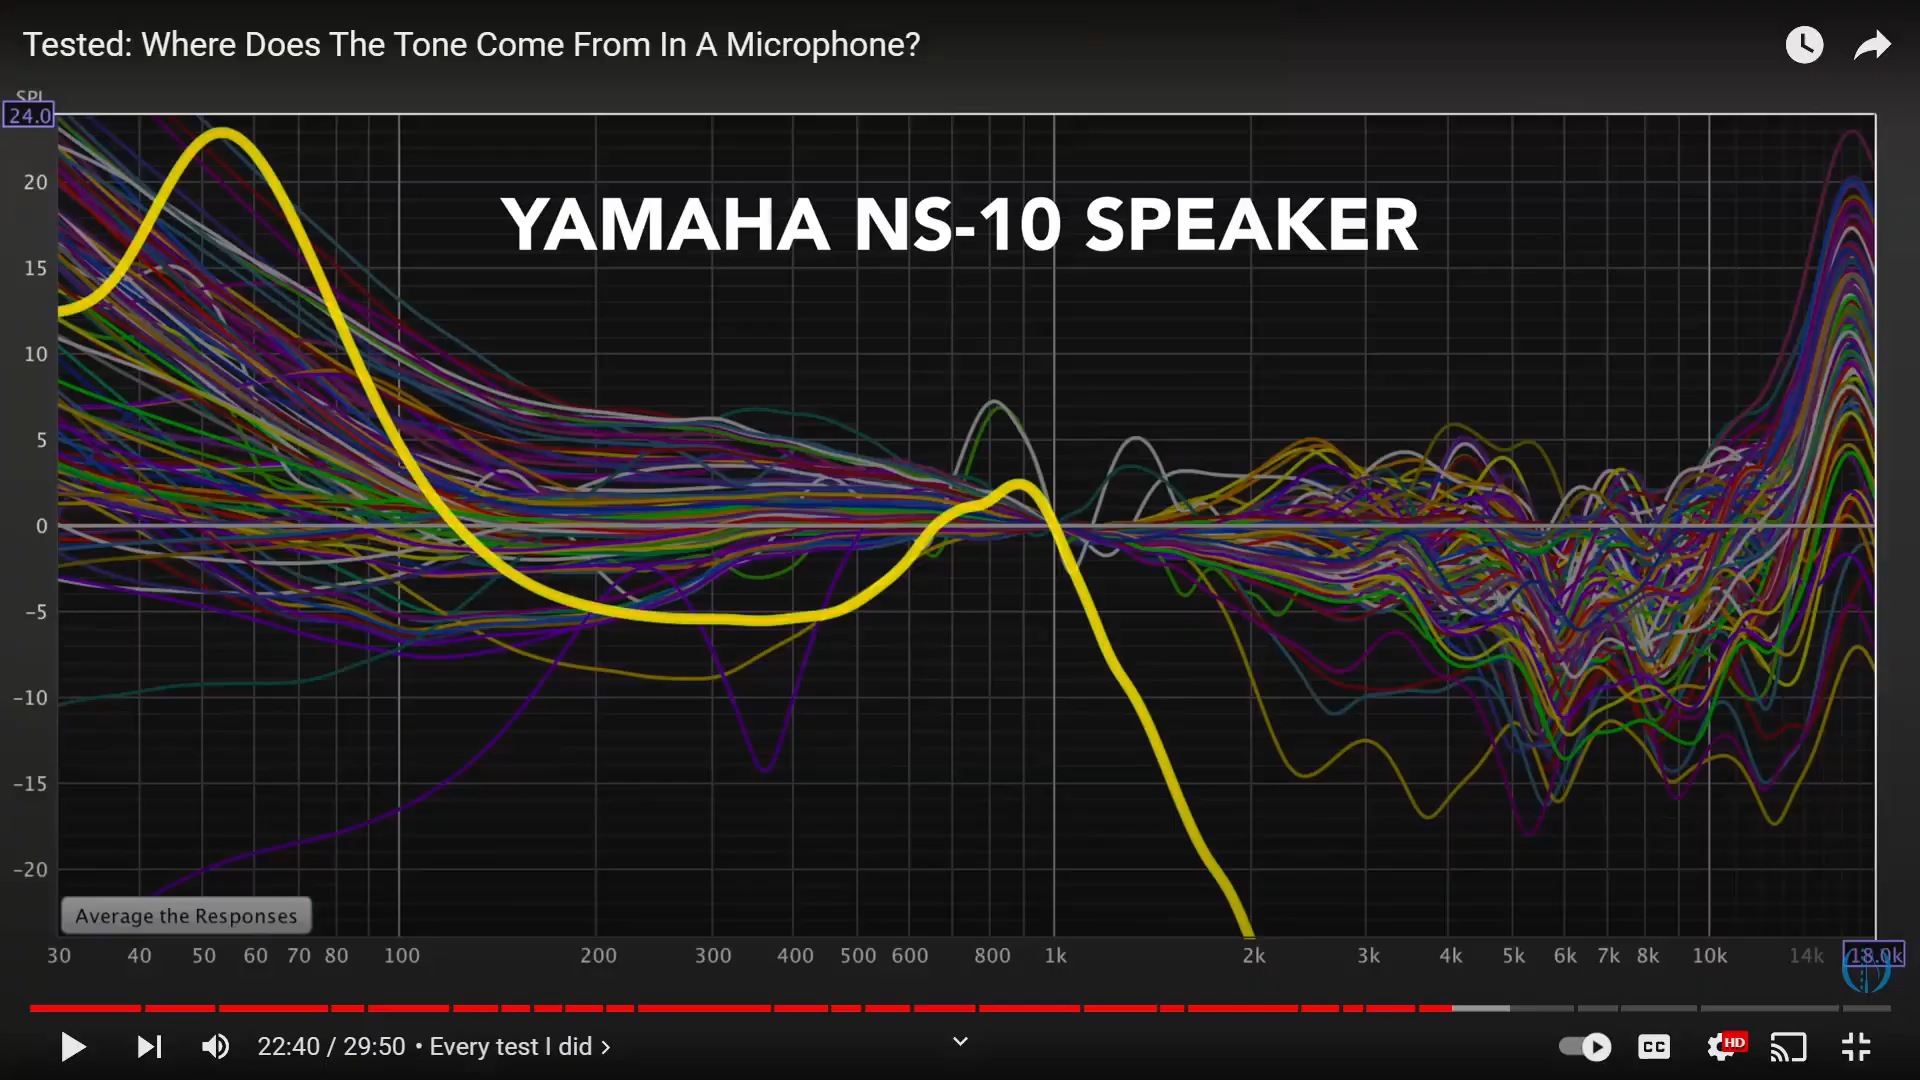 Tested: Where Does The Tone Come From In A Microphone?
SPL
24.0
YAMAHA NS-10 SPEAKER
20
15
10
5
0
-5
-10
-15
-20
Average the Responses
30 40 50 60 70 80 100 200 300 400 500 600 800 1k 2k 3k 4k 5k 6k 7k 8k 10k 14k 18.0k
22:40 / 29:50 • Every test I did >
CC
HD